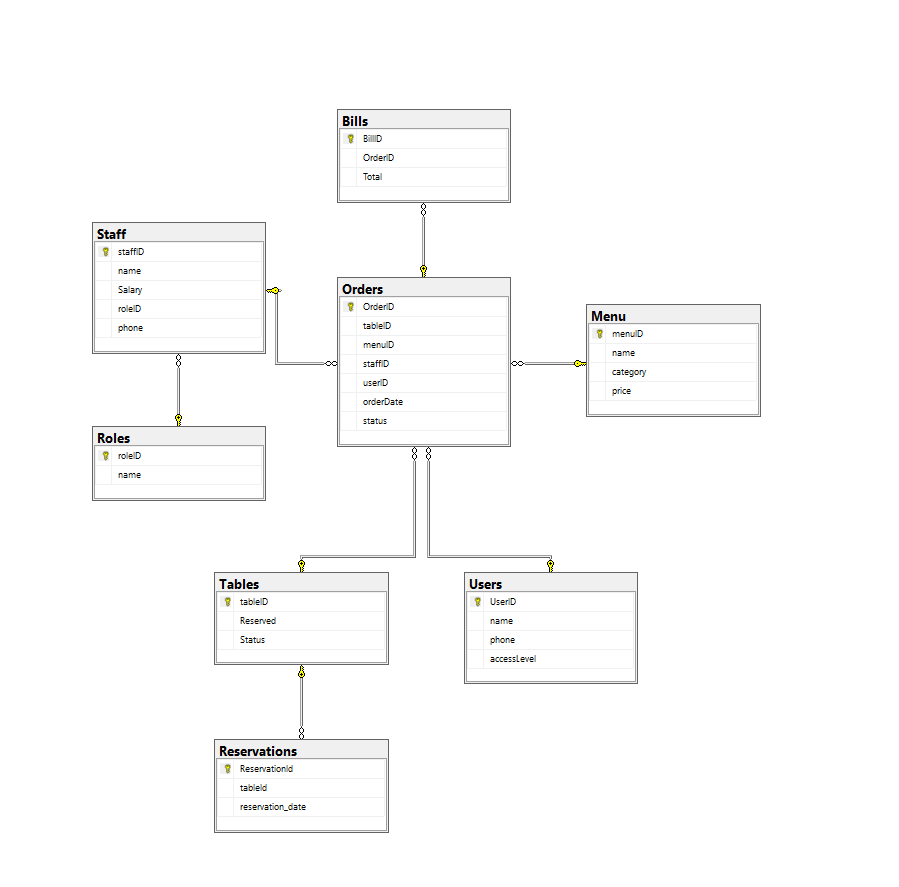 Bills
BillID
OrderID
Total
Staff
staffID
name
Salary
roleID
phone
Orders
OrderID
tableID
menuID
staffID
userID
orderDate
status
Menu
menuID
name
category
price
Roles
roleID
name
Tables
tableID
Reserved
Status
Users
UserID
name
phone
accessLevel
Reservations
ReservationId
tableId
reservation_date